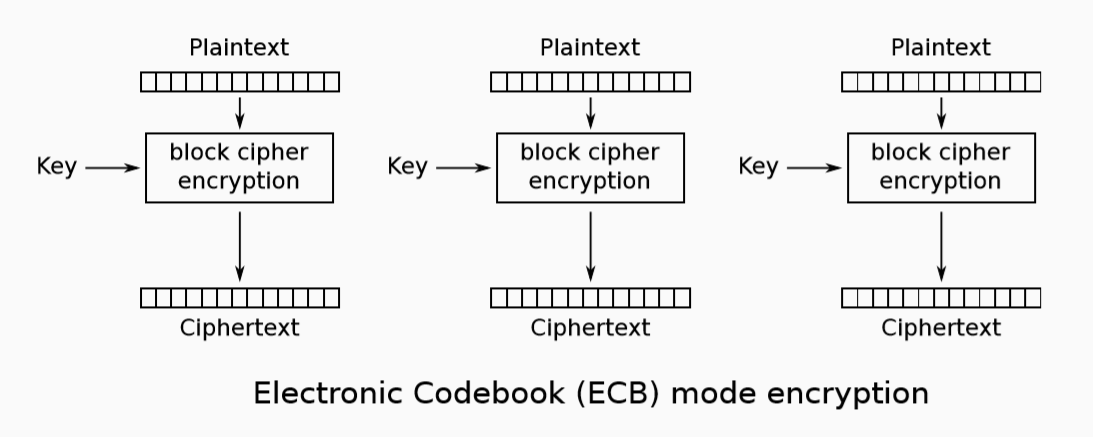 Plaintext Plaintext Plaintext
Key block cipher encryption Key block cipher encryption Key block cipher encryption
Ciphertext Ciphertext Ciphertext
Electronic Codebook (ECB) mode encryption